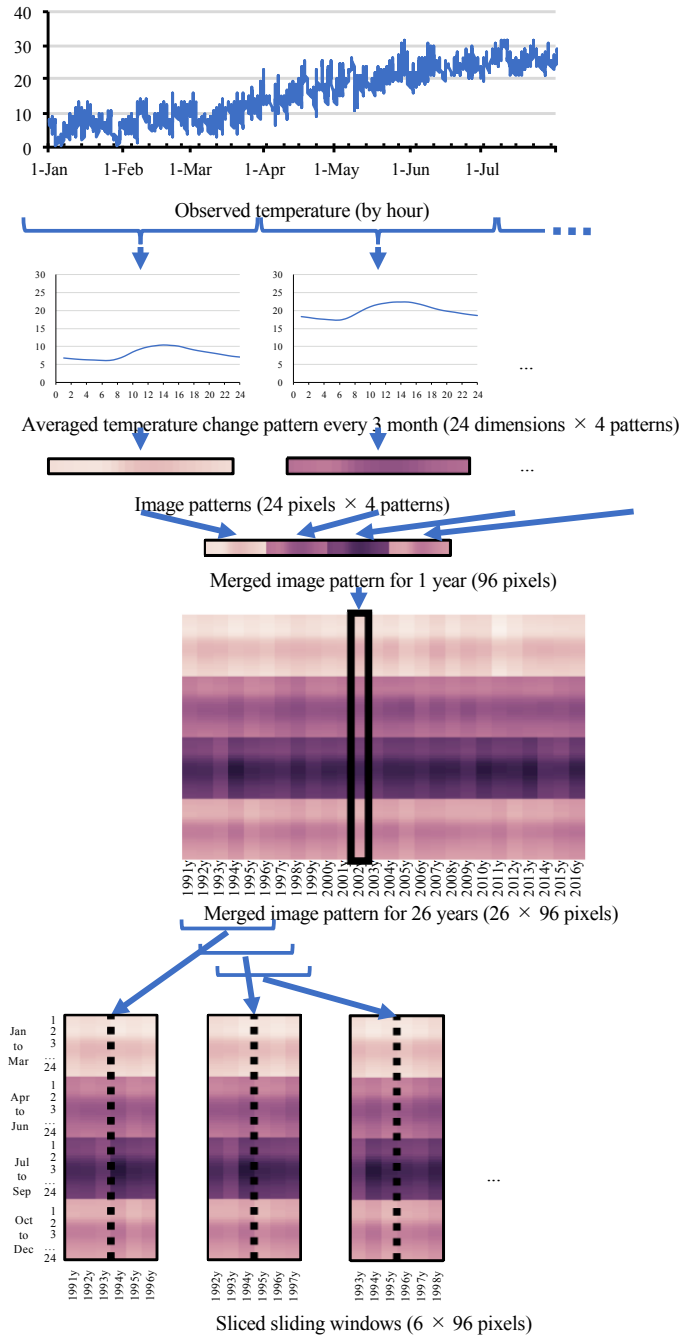 40
30
20
10
0
1-Jan 1-Feb 1-Mar 1-Apr 1-May 1-Jun 1-Jul
Observed temperature (by hour)
30
25
20
15
10
5
0
0 2 4 6 8 10 12 14 16 18 20 22 24
30
25
20
15
10
5
0
0 2 4 6 8 10 12 14 16 18 20 22 24
...
Averaged temperature change pattern every 3 month (24 dimensions × 4 patterns)
...
Image patterns (24 pixels × 4 patterns)
Merged image pattern for 1 year (96 pixels)
1991y 1992y 1993y 1994y 1995y 1996y 1997y 1998y 1999y 2000y 2001y 2002y 2003y 2004y 2005y 2006y 2007y 2008y 2009y 2010y 2011y 2012y 2013y 2014y 2015y 2016y
Merged image pattern for 26 years (26 × 96 pixels)
Jan to Mar
1
2
3
...
24
Apr to Jun
1
2
3
...
24
Jul to Sep
1
2
3
...
24
Oct to Dec
1
2
3
...
24
...
1991y 1992y 1993y 1994y 1995y 1996y
1992y 1993y 1994y 1995y 1996y 1997y
1993y 1994y 1995y 1996y 1997y 1998y
Sliced sliding windows (6 × 96 pixels)